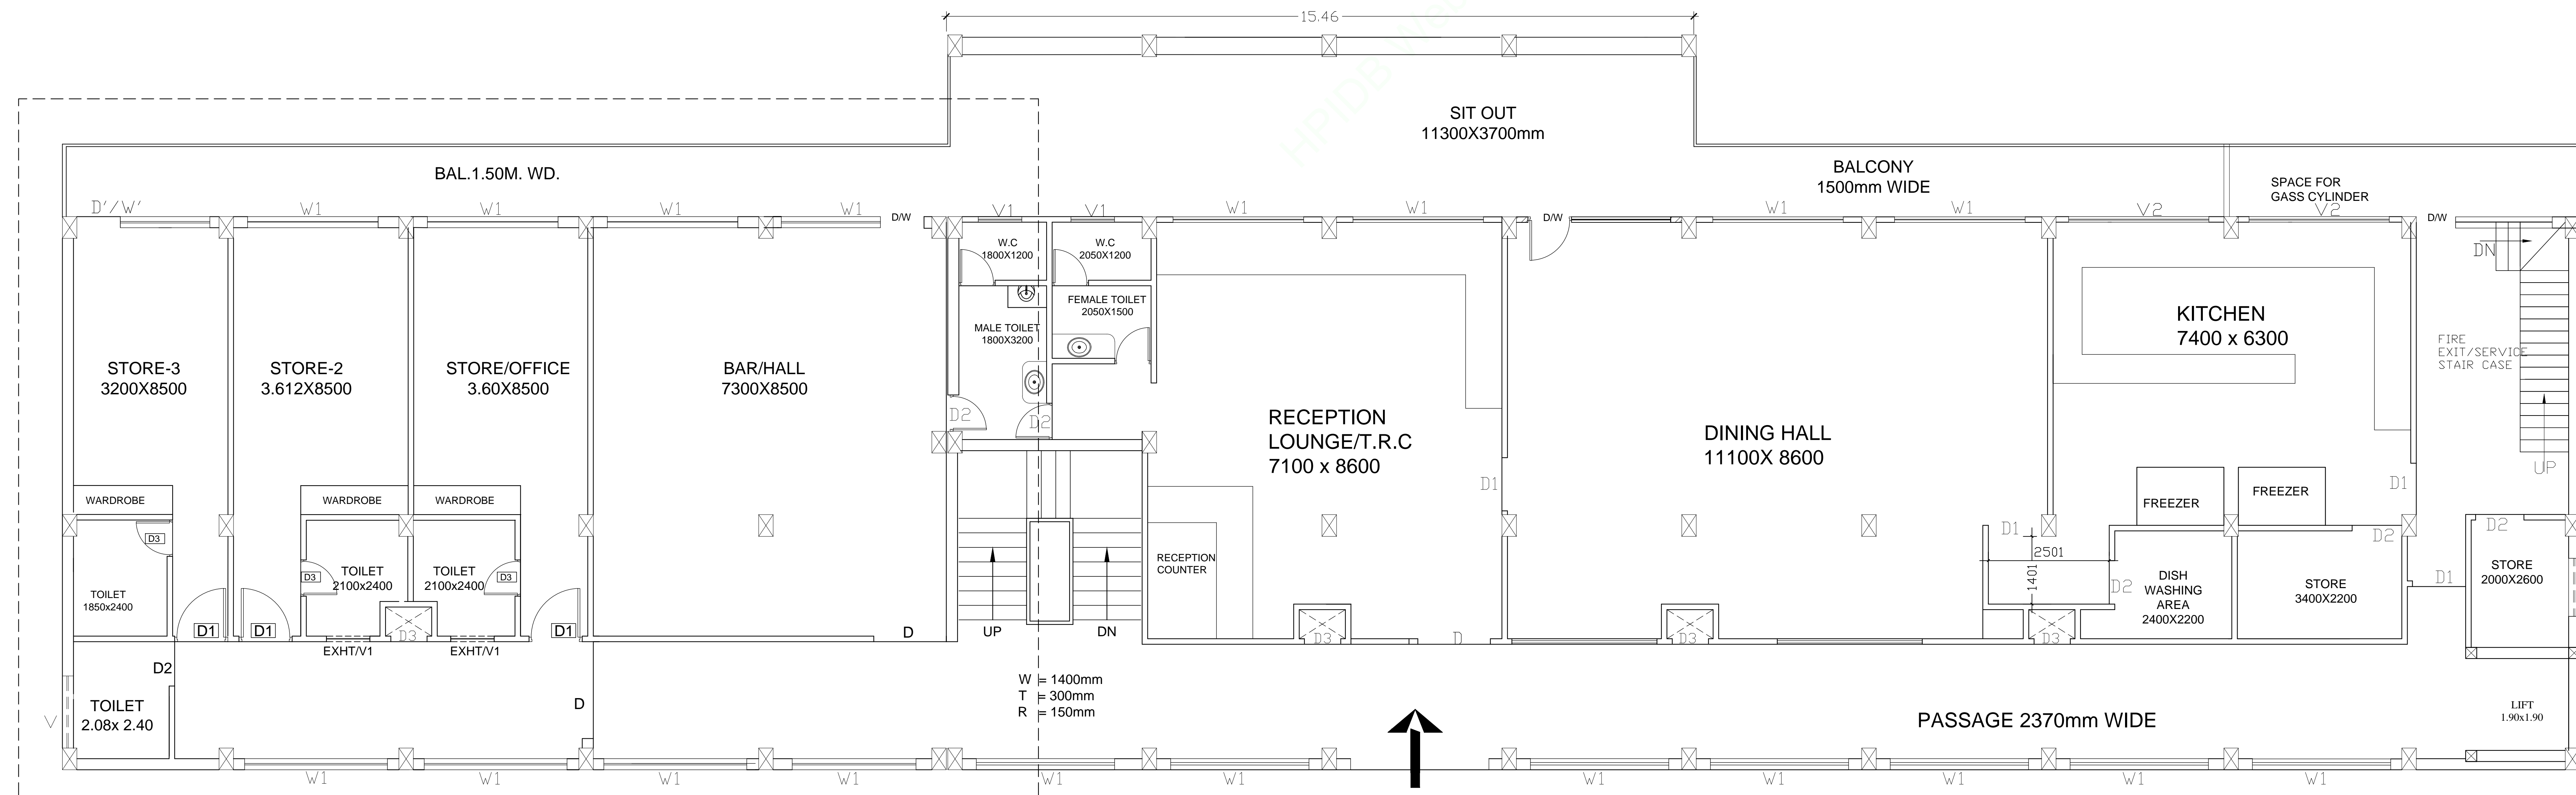 15.46
HPIDB
SIT OUT
11300X3700mm
BAL.1.50M. WD.
BALCONY
1500mm WIDE
SPACE FOR
GASS CYLINDER
D'/W'
W1
W1
W1
W1
D/W
V1
V1
W1
W1
D/W
W1
W1
V2
V2
D/W
W.C
1800X1200
W.C
2050X1200
DN
FEMALE TOILET
2050X1500
MALE TOILET
1800X3200
KITCHEN
7400 x 6300
FIRE
EXIT/SERVICE
STAIR CASE
STORE-3
3200X8500
STORE-2
3.612X8500
STORE/OFFICE
3.60X8500
BAR/HALL
7300X8500
D2
D2
RECEPTION
LOUNGE/T.R.C
7100 x 8600
DINING HALL
11100X 8600
UP
D1
D1
WARDROBE
WARDROBE
WARDROBE
FREEZER
FREEZER
D3
D1
D2
D2
2501
1401
RECEPTION
COUNTER
TOILET
1850x2400
D3
TOILET
2100x2400
TOILET
2100x2400
D3
DISH
WASHING
AREA
2400X2200
D2
STORE
3400X2200
D1
STORE
2000X2600
D1
D1
D3
D1
D
UP
DN
D3
D
D3
D3
EXHT/V1
EXHT/V1
D2
W = 1400mm
T = 300mm
R = 150mm
TOILET
2.08x 2.40
V
D
PASSAGE 2370mm WIDE
LIFT
1.90x1.90
W1
W1
W1
W1
W1
W1
W1
W1
W1
W1
W1